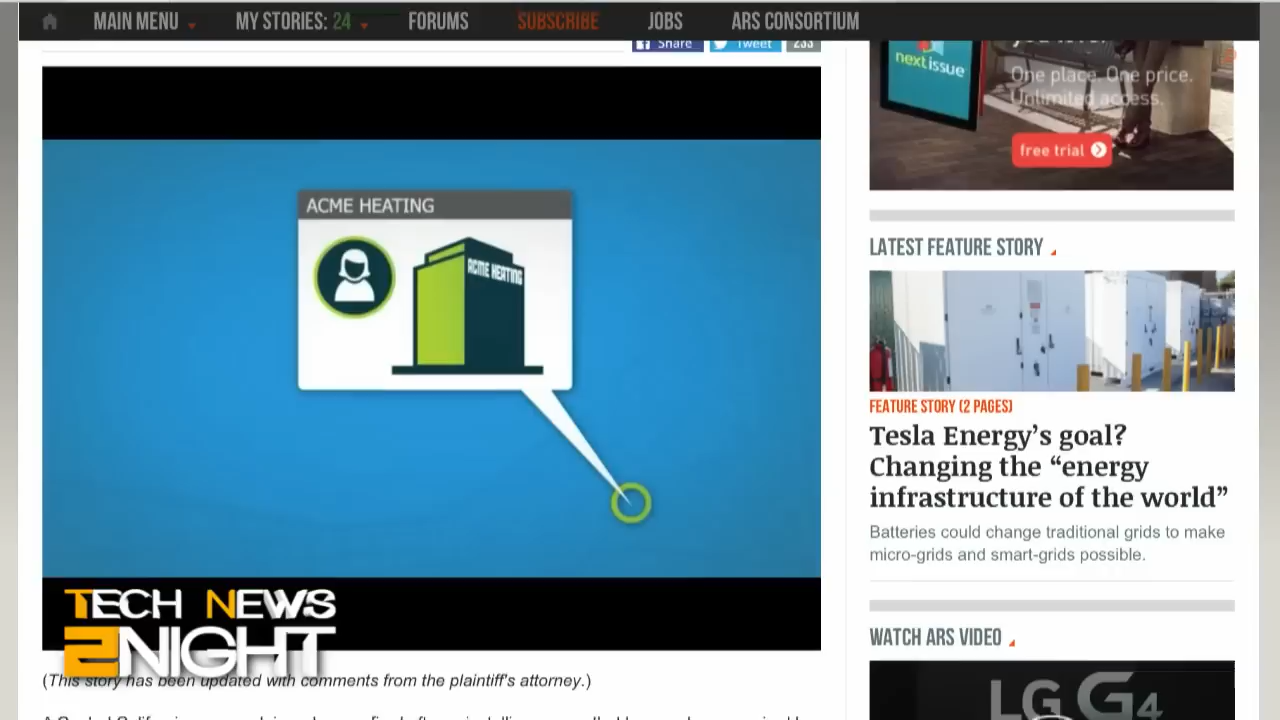 MAIN MENU
MY STORIES: 24
FORUMS
SUBSCRIBE
JOBS
ARS CONSORTIUM
Share
Tweet
233
next issue
One place. One price.
Unlimited access.
free trial
ACME HEATING
ACME HEATING
LATEST FEATURE STORY
FEATURE STORY (2 PAGES)
Tesla Energy’s goal?
Changing the “energy
infrastructure of the world”
Batteries could change traditional grids to make
micro-grids and smart-grids possible.
WATCH ARS VIDEO
LG G4
TECH NEWS
2NIGHT
(This story has been updated with comments from the plaintiff's attorney.)